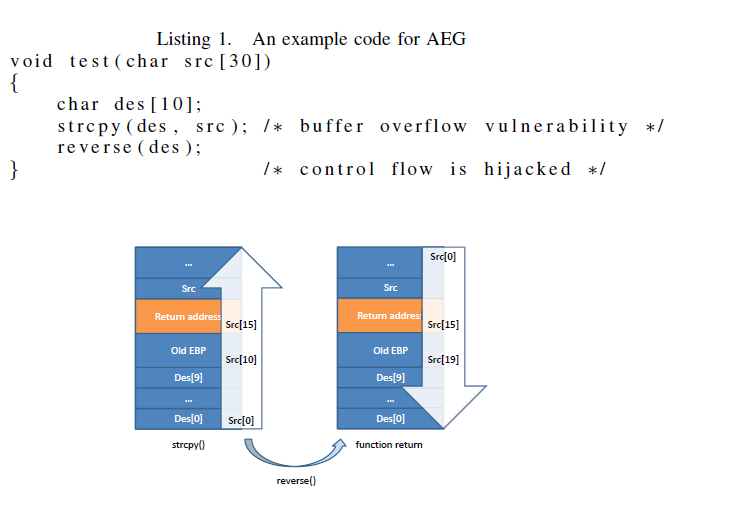 Listing 1. An example code for AEG
void test(char src[30])
{
char des[10];
strcpy(des, src); /* buffer overflow vulnerability */
reverse(des);
} /* control flow is hijacked */
...
Src
Return address
Src[15]
Old EBP
Src[10]
Des[9]
...
Des[0]
Src[0]
strcpy()
reverse()
Src[0]
...
Src
Return address
Src[15]
Old EBP
Src[19]
Des[9]
...
Des[0]
function return